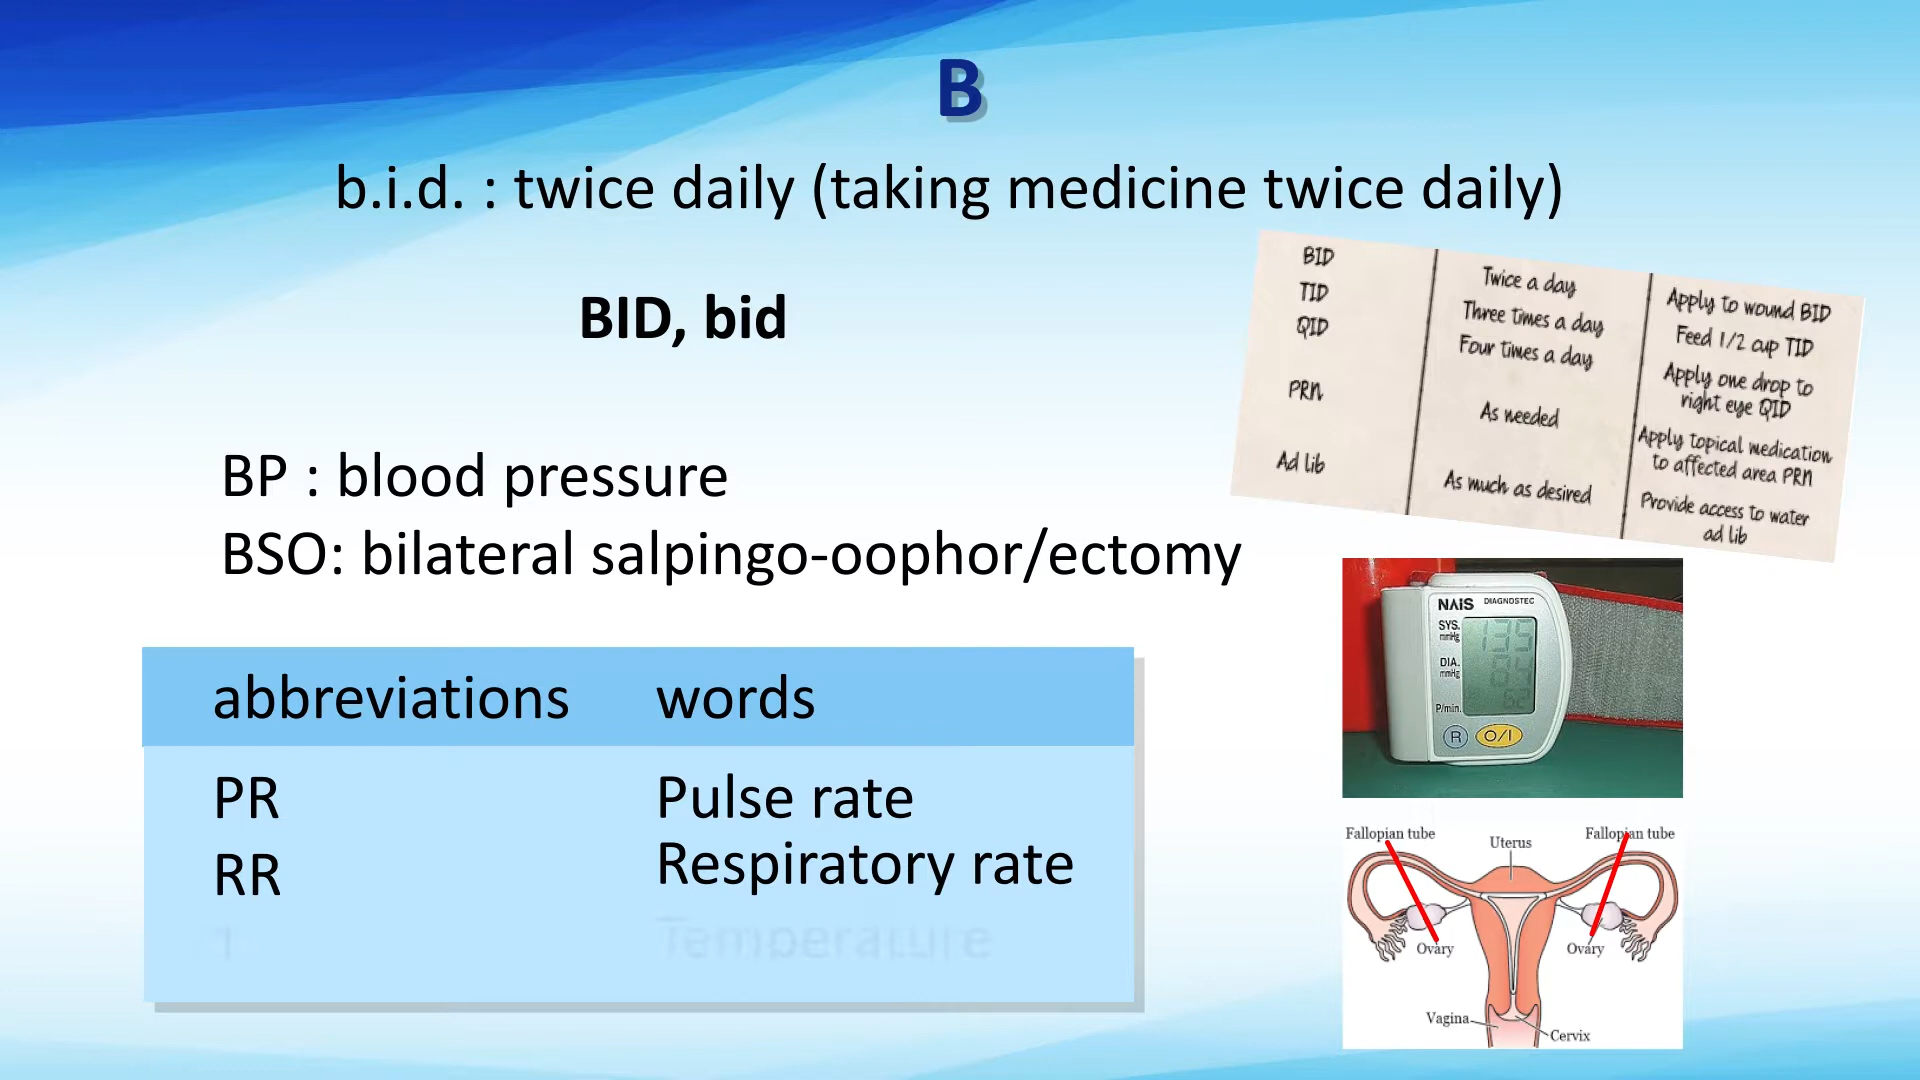 B
b.i.d. : twice daily (taking medicine twice daily)
BID, bid
BP : blood pressure
BSO: bilateral salpingo-oophor/ectomy
abbreviations words
PR Pulse rate
RR Respiratory rate
T Temperature
BID Twice a day Apply to wound BID
TID Three times a day Feed 1/2 cup TID
QID Four times a day Apply one drop to
right eye QID
PRN As needed Apply topical medication
to affected area PRN
Ad lib As much as desired Provide access to water
ad lib
NAiS DIAGNOSTEC
SYS.
mmHg
135
DIA.
mmHg
84
P/min.
62
R O/I
Fallopian tube Uterus Fallopian tube
Ovary Ovary
Vagina
Cervix